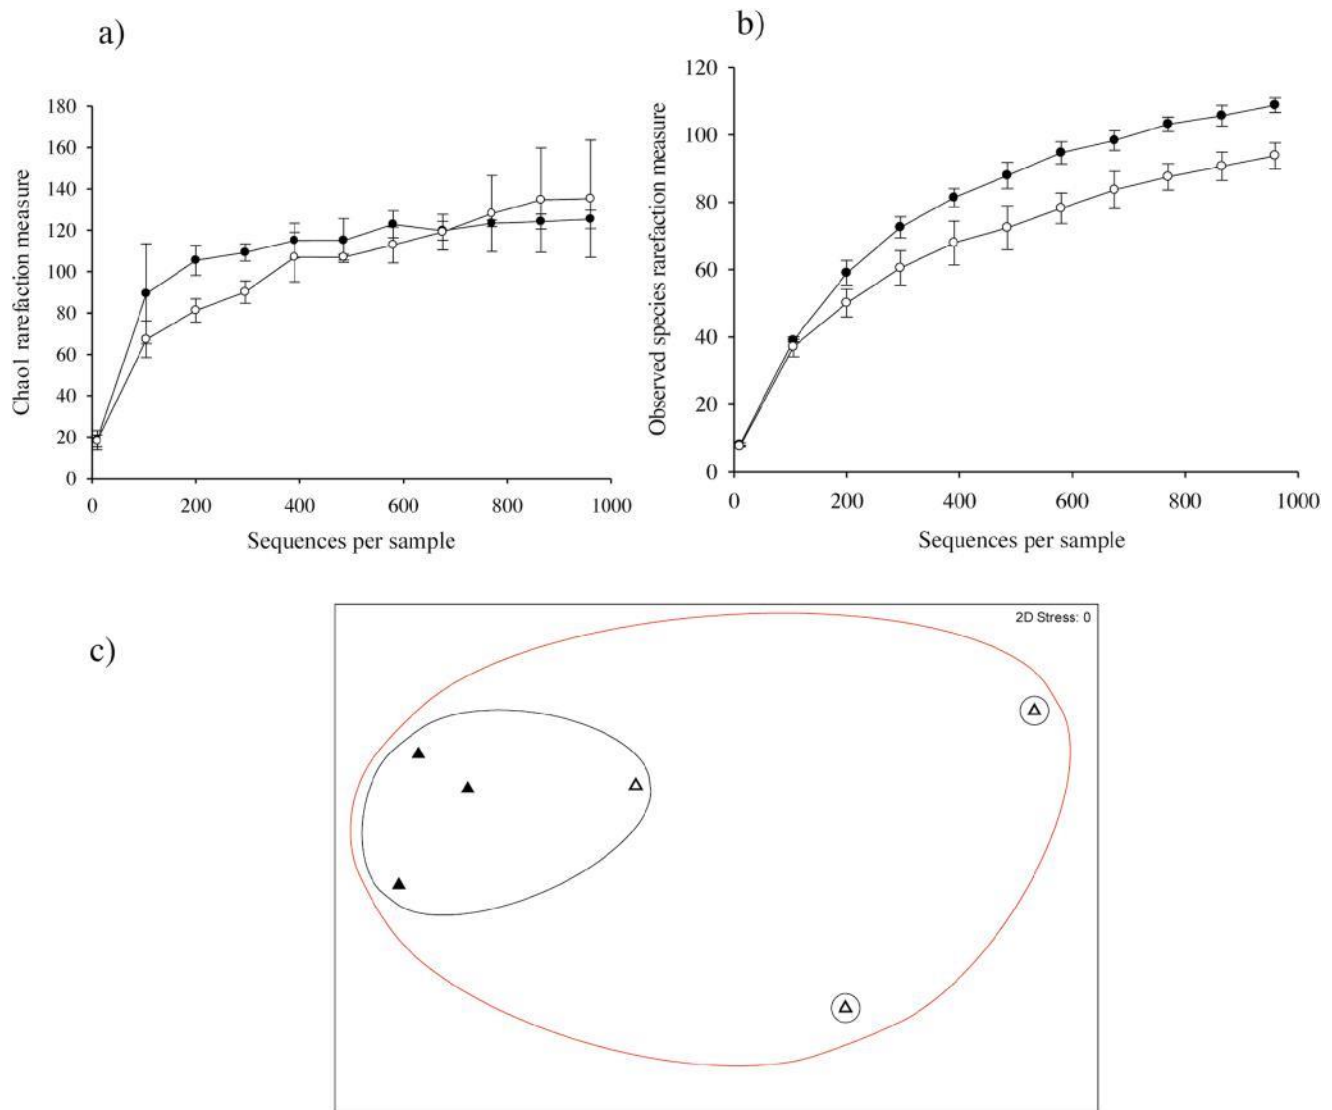 a)
Chao1 rarefaction measure
180
160
140
120
100
80
60
40
20
0
0 200 400 600 800 1000
Sequences per sample
b)
Observed species rarefaction measure
120
100
80
60
40
20
0
0 200 400 600 800 1000
Sequences per sample
c)
2D Stress: 0